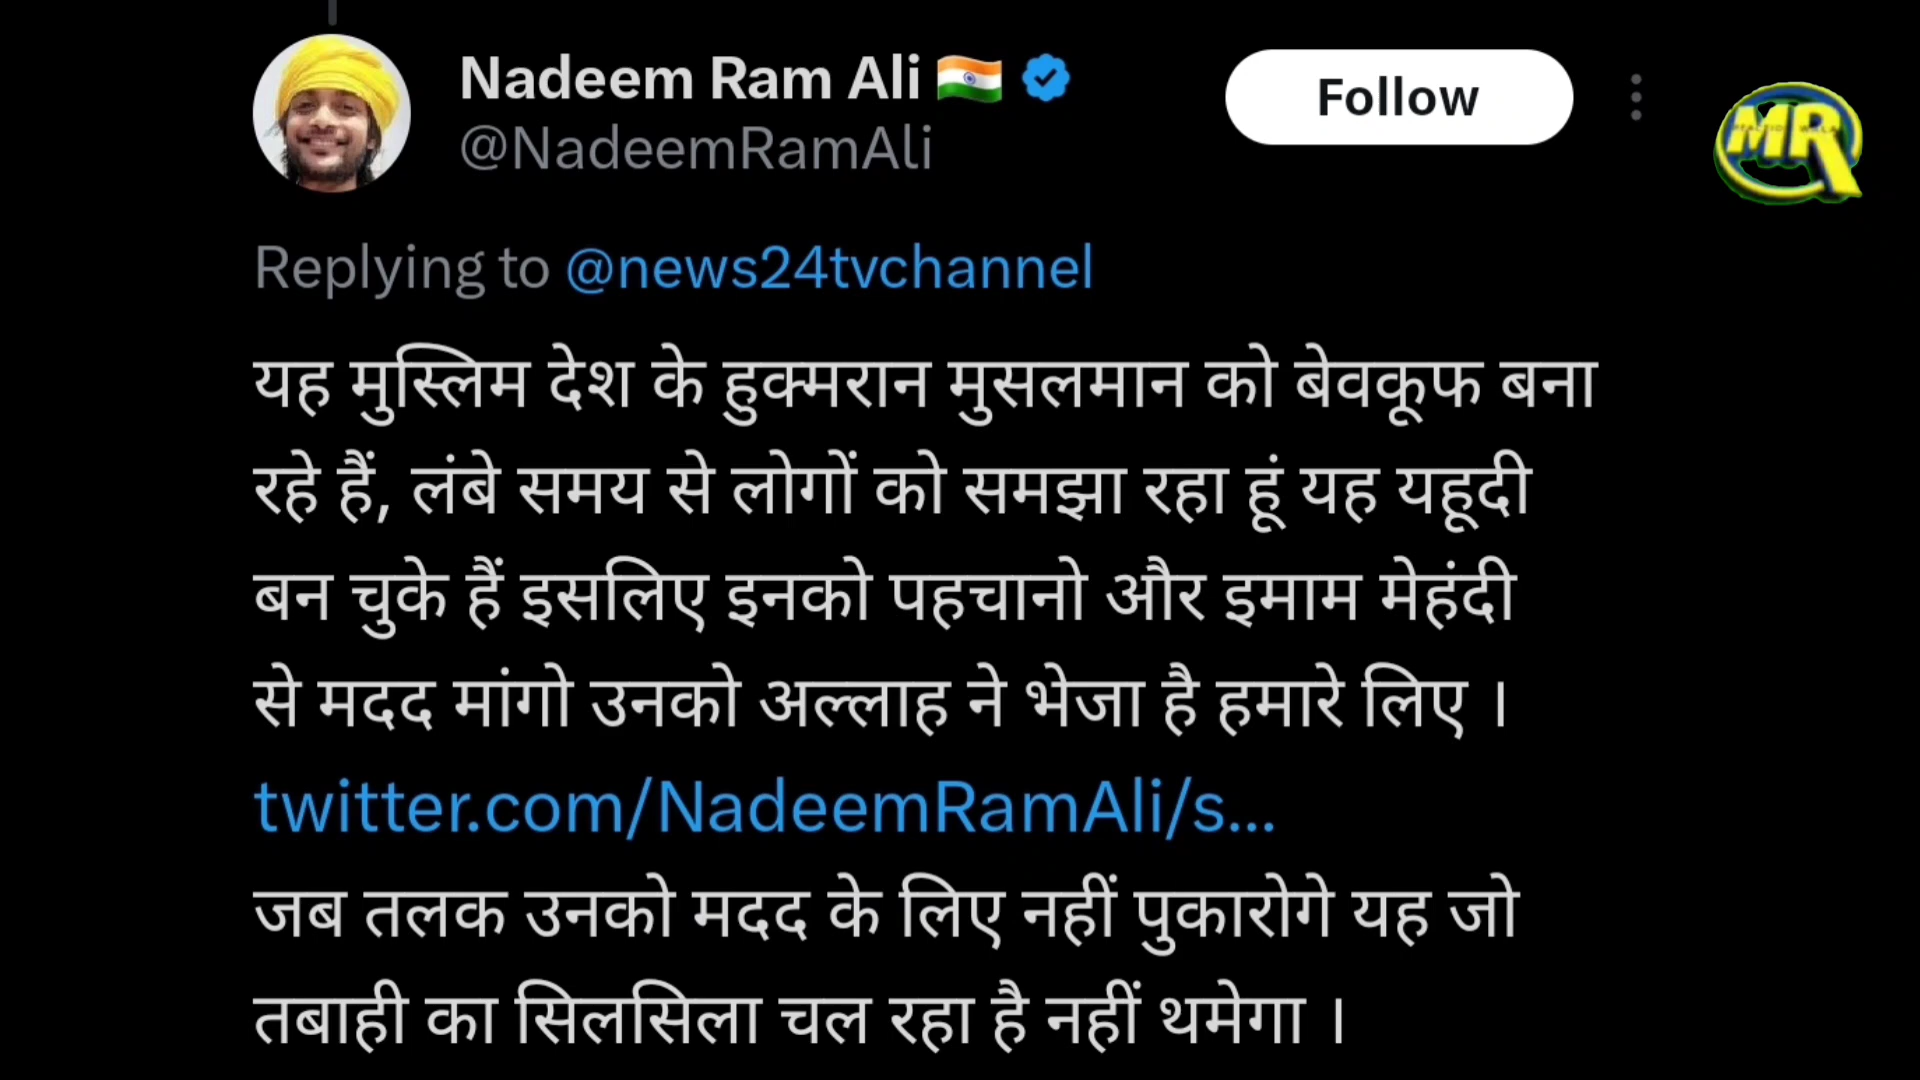 Nadeem Ram Ali
@NadeemRamAli
Follow
MR
Replying to @news24tvchannel
यह मुस्लिम देश के हुक्मरान मुसलमान को बेवकूफ बना
रहे हैं, लंबे समय से लोगों को समझा रहा हूं यह यहूदी
बन चुके हैं इसलिए इनको पहचानो और इमाम मेहंदी
से मदद मांगो उनको अल्लाह ने भेजा है हमारे लिए ।
twitter.com/NadeemRamAli/s...
जब तलक उनको मदद के लिए नहीं पुकारोगे यह जो
तबाही का सिलसिला चल रहा है नहीं थमेगा ।